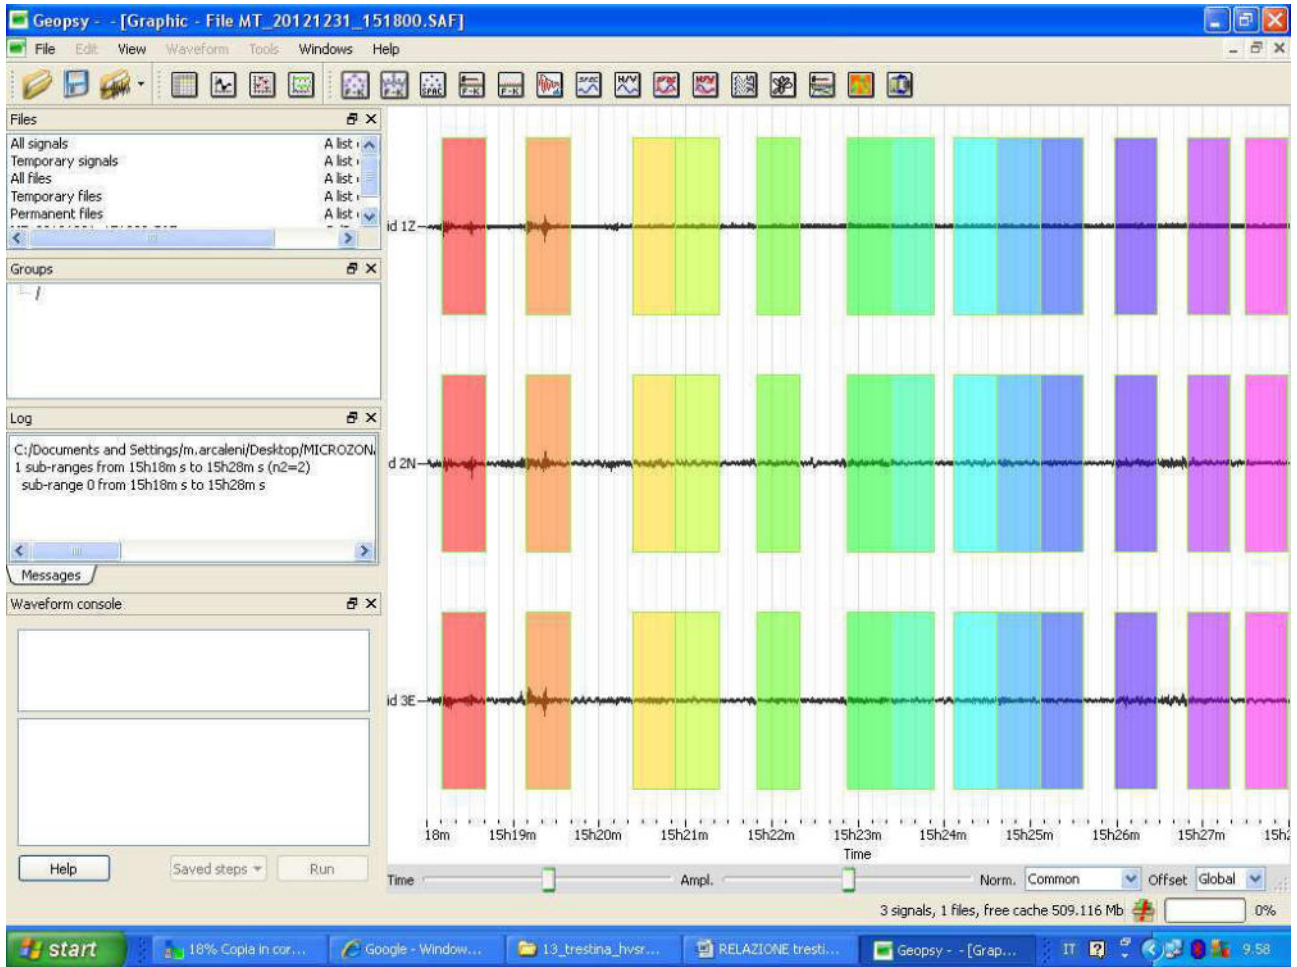 Geopsy - - [Graphic - File MT_20121231_151800.SAF]
File Edit View Waveform Tools Windows Help
F-K F-K SPAC F-K F-K SPEC H/V H/V
Files
All signals A list
Temporary signals A list
All files A list
Temporary files A list
Permanent files A list
Groups
/
Log
C:/Documents and Settings/m.arcaleni/Desktop/MICROZON
1 sub-ranges from 15h18m s to 15h28m s (n2=2)
sub-range 0 from 15h18m s to 15h28m s
Messages
Waveform console
Help Saved steps Run
id 1Z
d 2N
id 3E
18m 15h19m 15h20m 15h21m 15h22m 15h23m 15h24m 15h25m 15h26m 15h27m 15h2
Time
Time Ampl. Norm. Common Offset Global
3 signals, 1 files, free cache 509.116 Mb 0%
start 18% Copia in cor... Google - Window... 13_trestina_hvsr... RELAZIONE tresti... Geopsy - - [Grap... IT 9.58